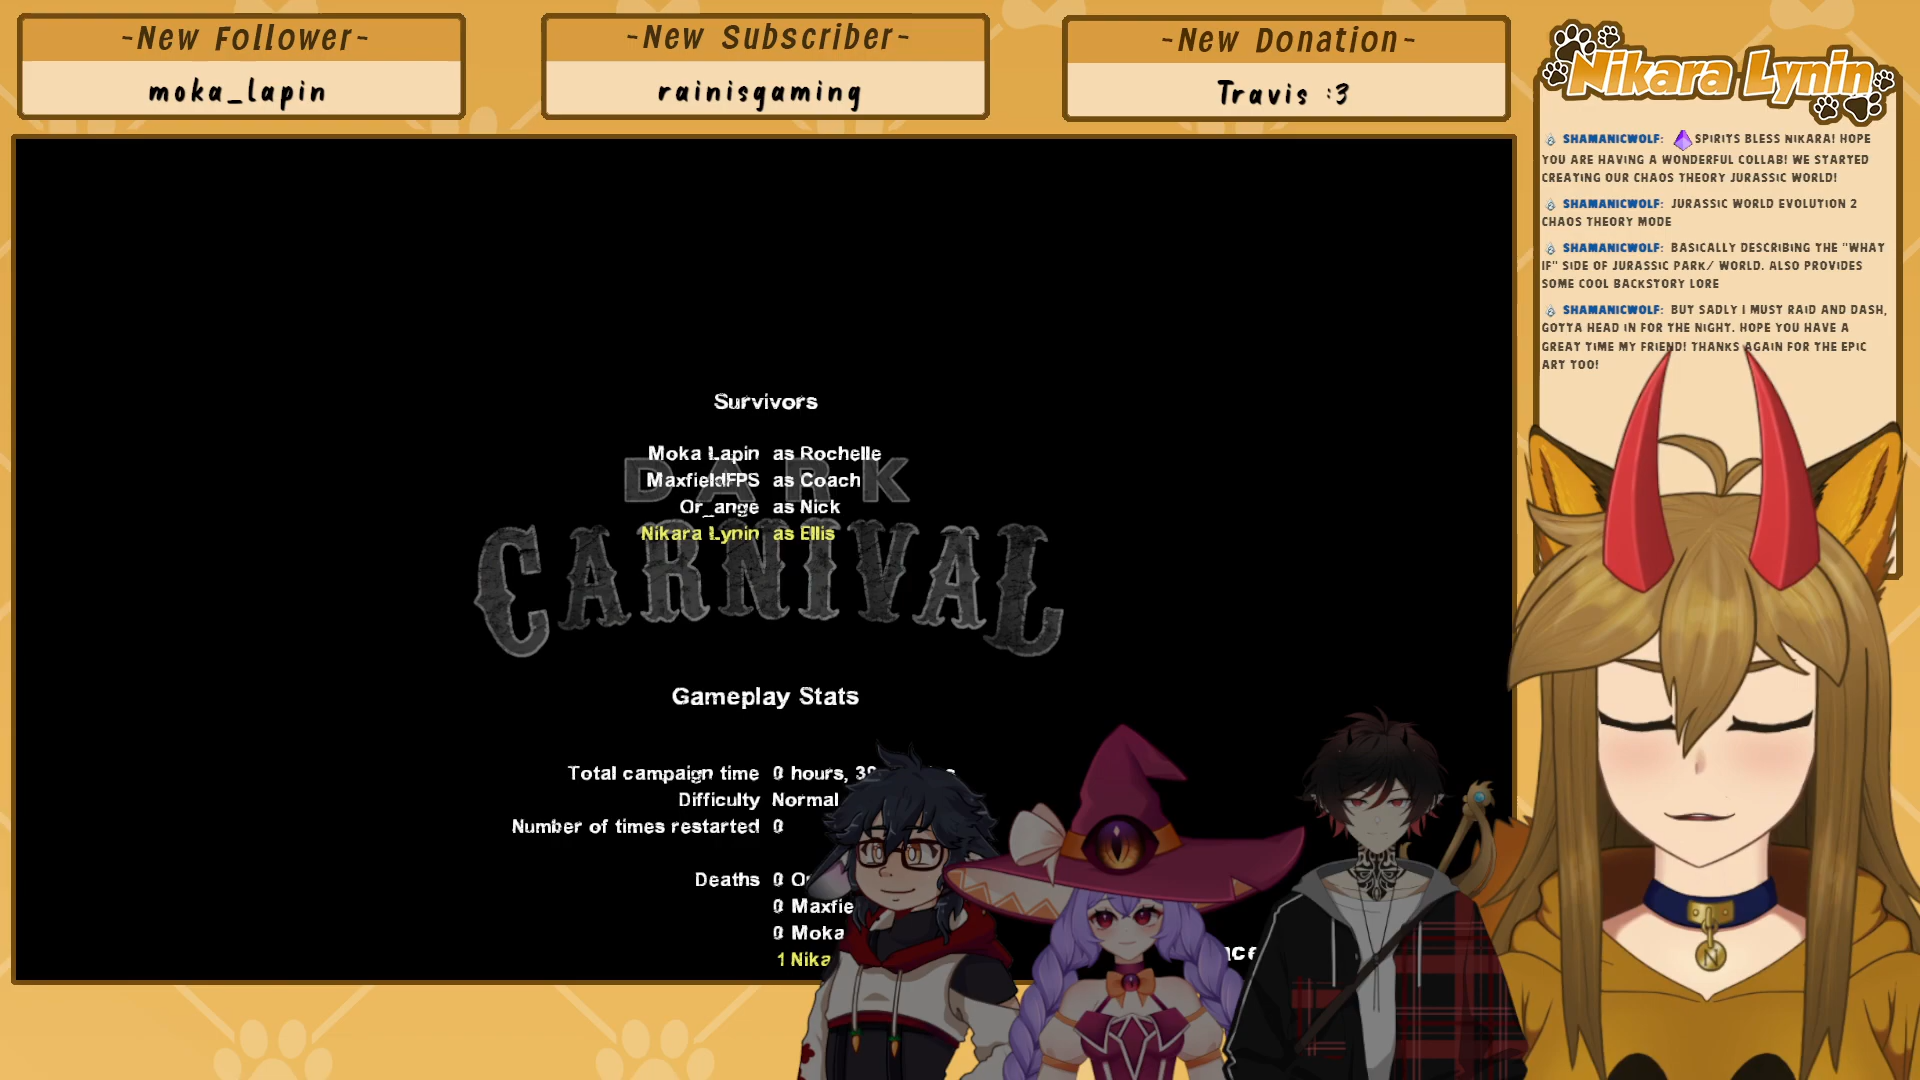 -New Follower-
moka_lapin
-New Subscriber-
rainisgaming
-New Donation-
Travis :3
Nikara Lynin
SHAMANICWOLF: SPIRITS BLESS NIKARA! HOPE
YOU ARE HAVING A WONDERFUL COLLAB! WE STARTED
CREATING OUR CHAOS THEORY JURASSIC WORLD!
SHAMANICWOLF: JURASSIC WORLD EVOLUTION 2
CHAOS THEORY MODE
SHAMANICWOLF: BASICALLY DESCRIBING THE "WHAT
IF" SIDE OF JURASSIC PARK/ WORLD. ALSO PROVIDES
SOME COOL BACKSTORY LORE
SHAMANICWOLF: BUT SADLY I MUST RAID AND DASH,
GOTTA HEAD IN FOR THE NIGHT. HOPE YOU HAVE A
GREAT TIME MY FRIEND! THANKS AGAIN FOR THE EPIC
ART TOO!
Survivors
Moka Lapin as Rochelle
MaxfieldFPS as Coach
Or_ange as Nick
Nikara Lynin as Ellis
DARK
CARNIVAL
Gameplay Stats
Total campaign time 0 hours,
Difficulty Normal
Number of times restarted 0
Deaths 0
0 Maxfie
0 Moka
1 Nika
N